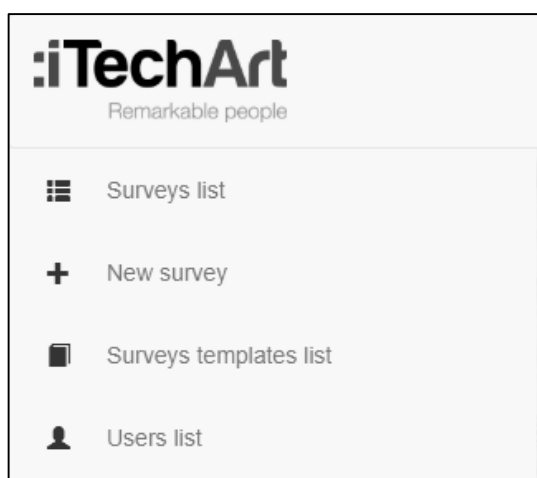 :iTechArt
Remarkable people
Surveys list
New survey
Surveys templates list
Users list